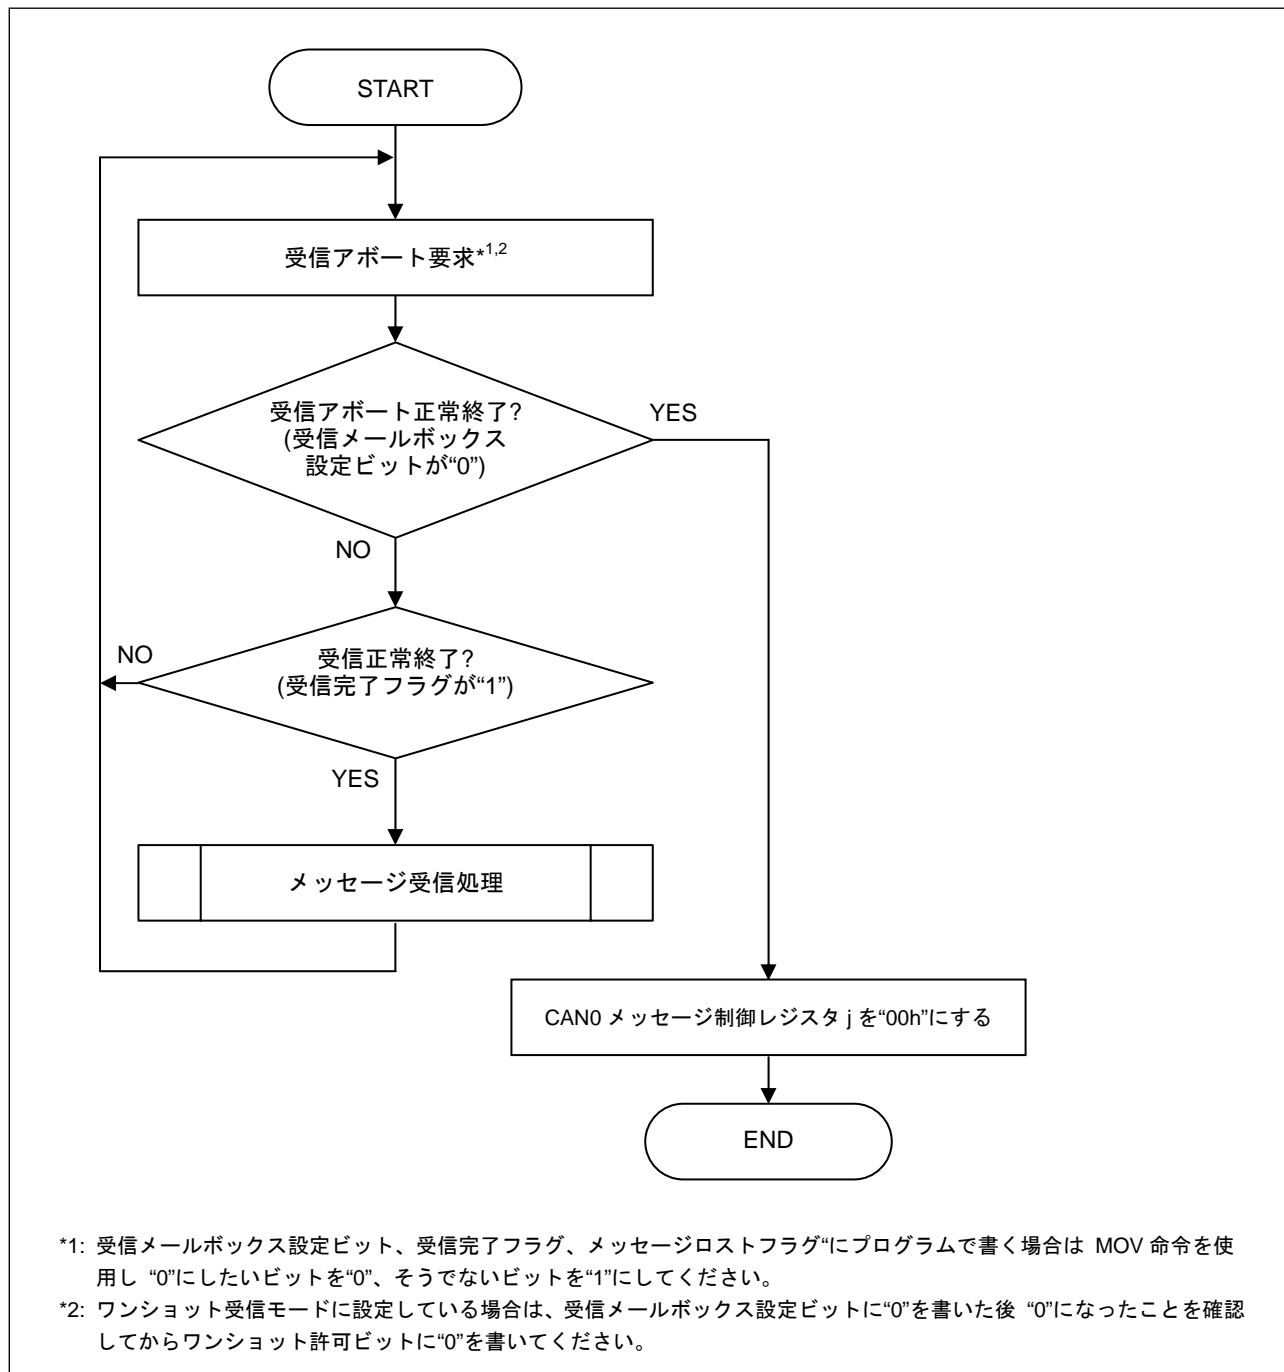 START
受信アボート要求*1,2
受信アボート正常終了?
(受信メールボックス
設定ビットが“0”)
YES
NO
受信正常終了?
(受信完了フラグが“1”)
NO
YES
メッセージ受信処理
CAN0 メッセージ制御レジスタ j を“00h”にする
END
*1: 受信メールボックス設定ビット、受信完了フラグ、メッセージロストフラグ“にプログラムで書く場合は MOV 命令を使
用し “0”にしたいビットを“0”、そうでないビットを“1”にしてください。
*2: ワンショット受信モードに設定している場合は、受信メールボックス設定ビットに“0”を書いた後 “0”になったことを確認
してからワンショット許可ビットに“0”を書いてください。